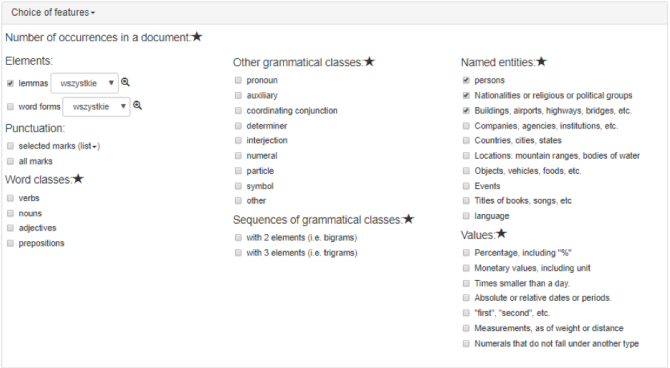 Choice of features
Number of occurrences in a document:★
Elements:
lemmas wszystkie
word forms wszystkie
Punctuation:
selected marks (list)
all marks
Word classes:★
verbs
nouns
adjectives
prepositions
Other grammatical classes:★
pronoun
auxiliary
coordinating conjunction
determiner
interjection
numeral
particle
symbol
other
Sequences of grammatical classes:★
with 2 elements (i.e. bigrams)
with 3 elements (i.e. trigrams)
Named entities:★
persons
Nationalities or religious or political groups
Buildings, airports, highways, bridges, etc.
Companies, agencies, institutions, etc.
Countries, cities, states
Locations: mountain ranges, bodies of water
Objects, vehicles, foods, etc.
Events
Titles of books, songs, etc
language
Values:★
Percentage, including "%"
Monetary values, including unit
Times smaller than a day.
Absolute or relative dates or periods.
"first", "second", etc.
Measurements, as of weight or distance
Numerals that do not fall under another type